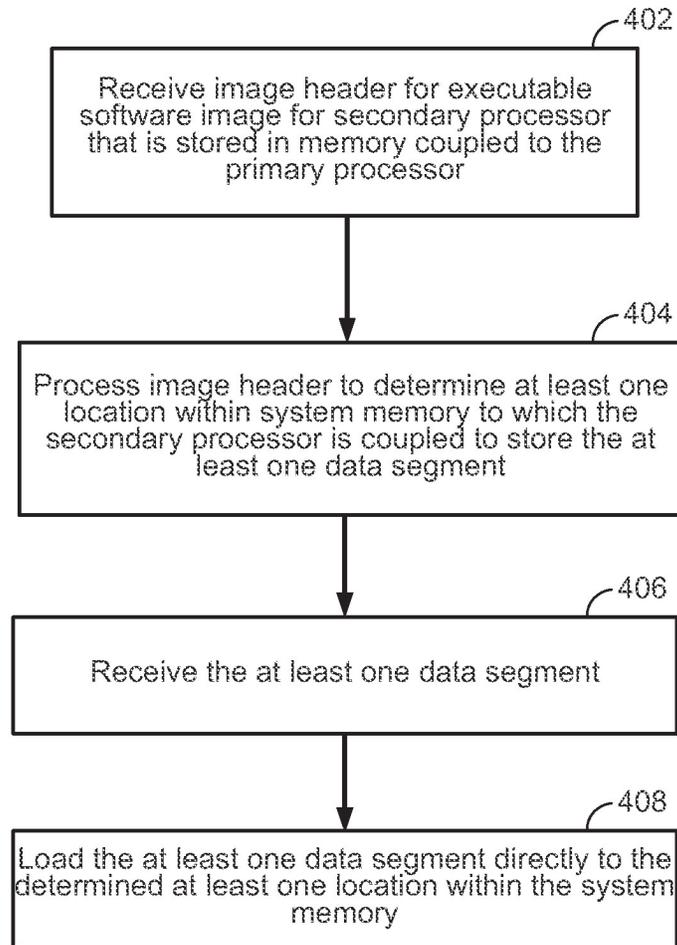 402
Receive image header for executable
software image for secondary processor
that is stored in memory coupled to the
primary processor
404
Process image header to determine at least one
location within system memory to which the
secondary processor is coupled to store the at
least one data segment
406
Receive the at least one data segment
408
Load the at least one data segment directly to the
determined at least one location within the system
memory